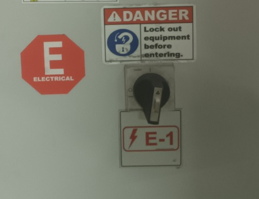 DANGER
Lock out
equipment
before
entering.
E
ELECTRICAL
E-1